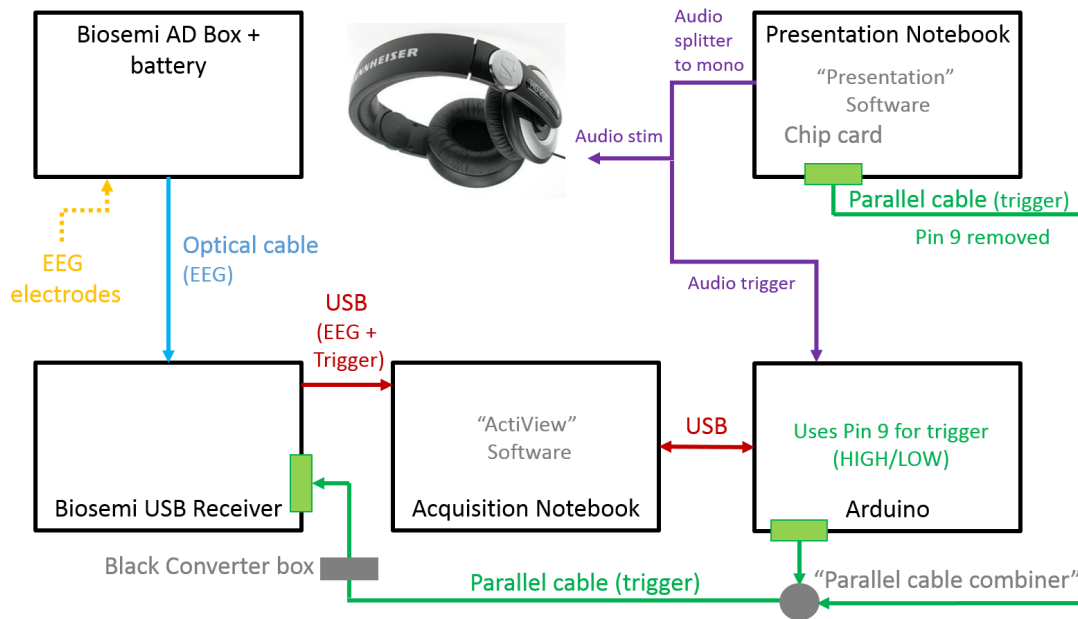 Biosemi AD Box +
battery
Audio
splitter
to mono
Presentation Notebook
“Presentation”
Software
Chip card
Audio stim
Parallel cable (trigger)
Pin 9 removed
Optical cable
(EEG)
EEG
electrodes
Audio trigger
USB
(EEG +
Trigger)
“ActiView”
Software
USB
Uses Pin 9 for trigger
(HIGH/LOW)
Biosemi USB Receiver
Acquisition Notebook
Arduino
Black Converter box
Parallel cable (trigger)
“Parallel cable combiner”